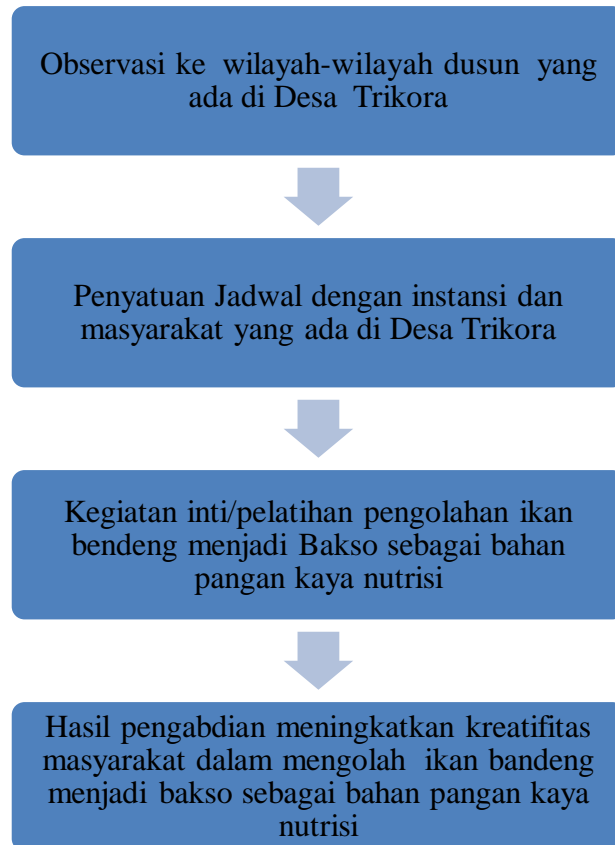 Observasi ke wilayah-wilayah dusun yang
ada di Desa Trikora
Penyatuan Jadwal dengan instansi dan
masyarakat yang ada di Desa Trikora
Kegiatan inti/pelatihan pengolahan ikan
bendeng menjadi Bakso sebagai bahan
pangan kaya nutrisi
Hasil pengabdian meningkatkan kreatifitas
masyarakat dalam mengolah ikan bandeng
menjadi bakso sebagai bahan pangan kaya
nutrisi